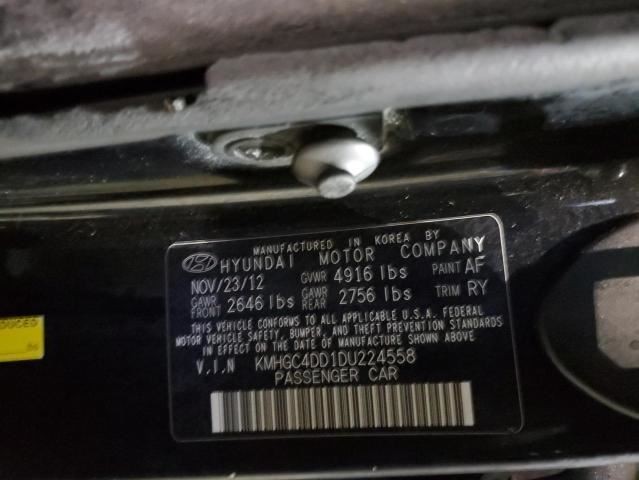 MANUFACTURED IN KOREA BY
HYUNDAI MOTOR COMPANY
NOV/23/12 GVWR 4916 lbs PAINT AF
GAWR FRONT 2646 lbs GAWR REAR 2756 lbs TRIM RY
THIS VEHICLE CONFORMS TO ALL APPLICABLE U.S.A. FEDERAL
MOTOR VEHICLE SAFETY, BUMPER, AND THEFT PREVENTION STANDARDS
IN EFFECT ON THE DATE OF MANUFACTURE SHOWN ABOVE.
V.I.N KMHGC4DD1DU224558
PASSENGER CAR